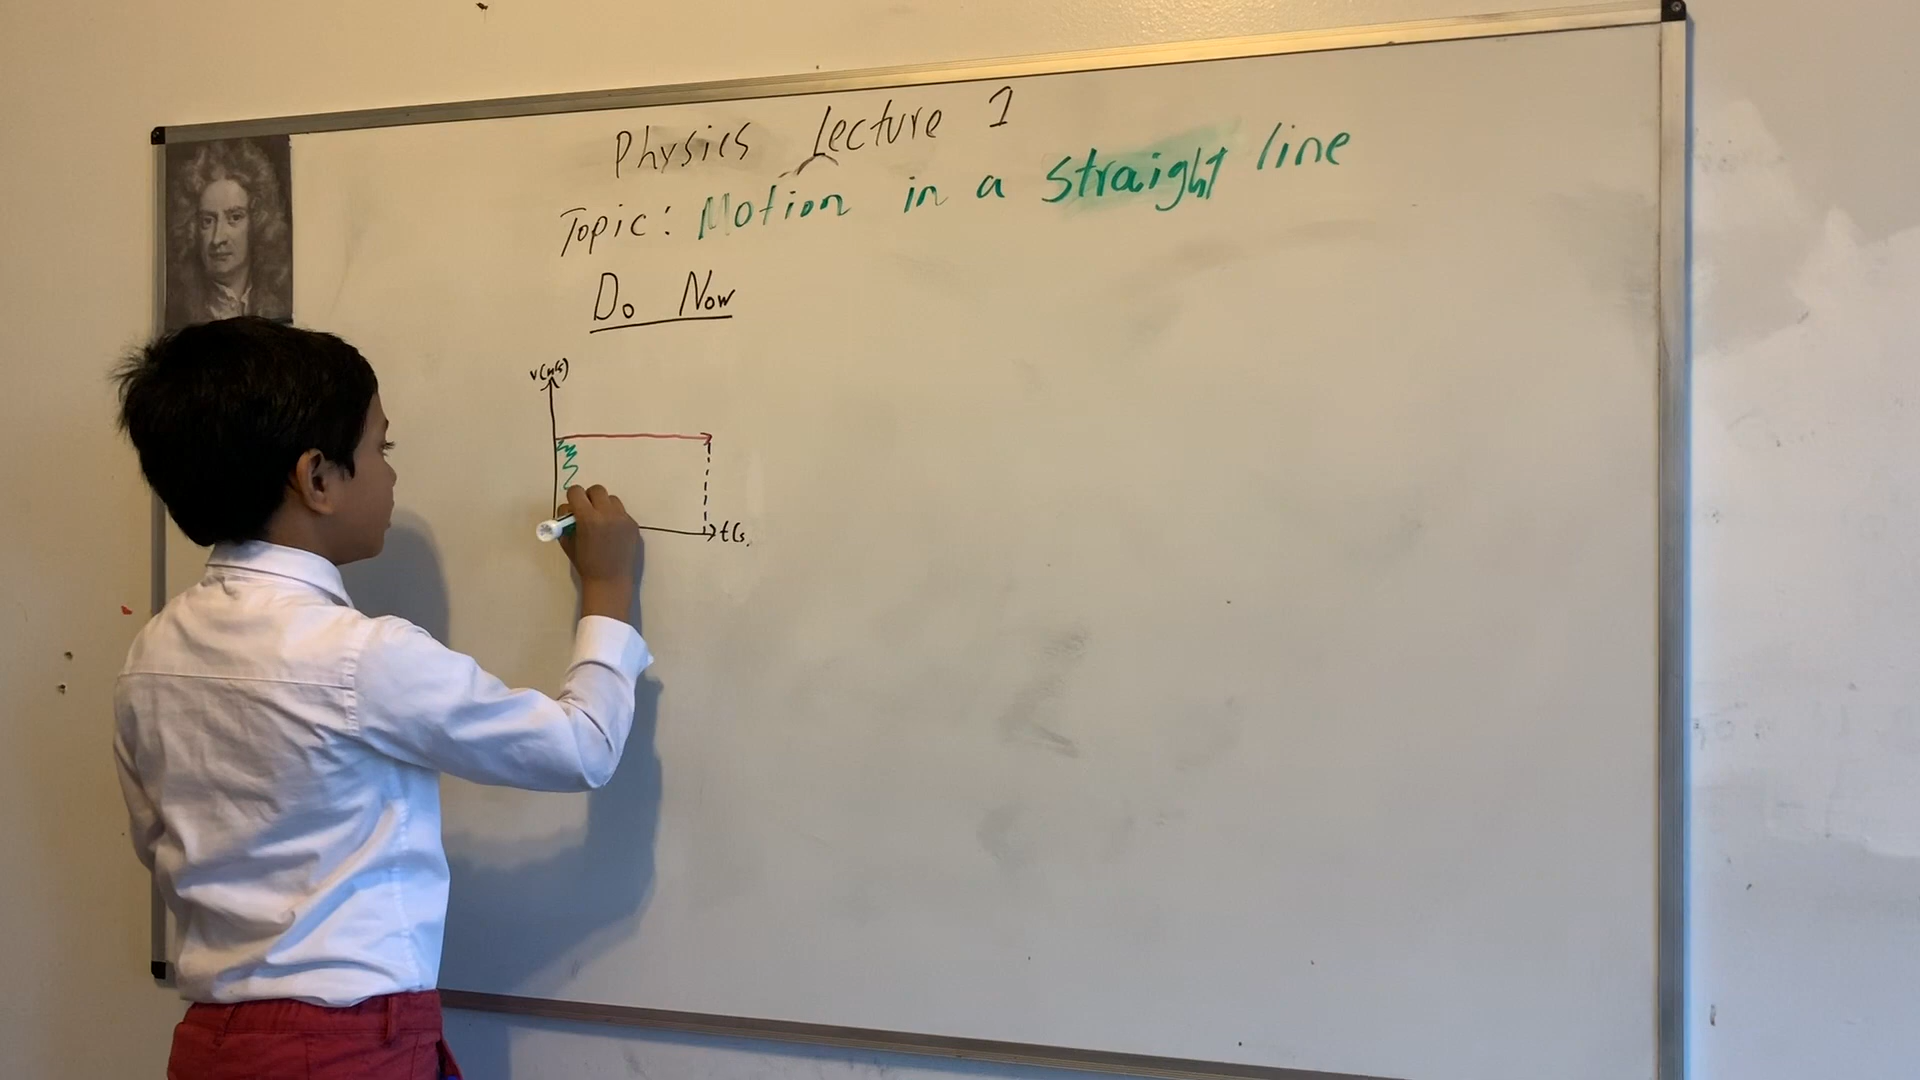 Physics Lecture 1
Topic: Motion in a straight line
Do Now
v(m/s)
t(s